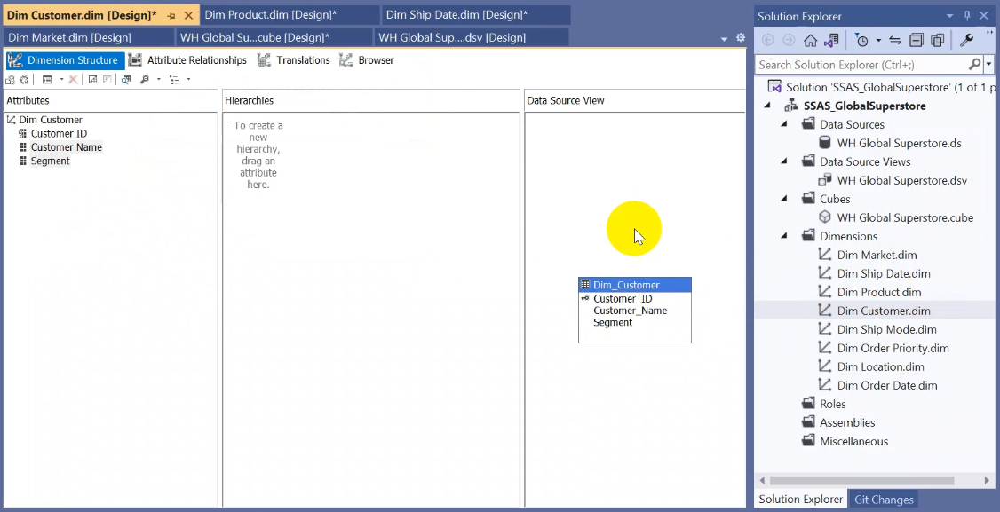 Dim Customer.dim [Design]*
Dim Product.dim [Design]*
Dim Ship Date.dim [Design]*
Dim Market.dim [Design]
WH Global Su...cube [Design]*
WH Global Sup....dsv [Design]
Dimension Structure
Attribute Relationships
Translations
Browser
Attributes
Dim Customer
Customer ID
Customer Name
Segment
Hierarchies
To create a
new
hierarchy,
drag an
attribute
here.
Data Source View
Dim_Customer
Customer_ID
Customer_Name
Segment
Solution Explorer
Search Solution Explorer (Ctrl+;)
Solution 'SSAS_GlobalSuperstore' (1 of 1 p
SSAS_GlobalSuperstore
Data Sources
WH Global Superstore.ds
Data Source Views
WH Global Superstore.dsv
Cubes
WH Global Superstore.cube
Dimensions
Dim Market.dim
Dim Ship Date.dim
Dim Product.dim
Dim Customer.dim
Dim Ship Mode.dim
Dim Order Priority.dim
Dim Location.dim
Dim Order Date.dim
Roles
Assemblies
Miscellaneous
Solution Explorer
Git Changes